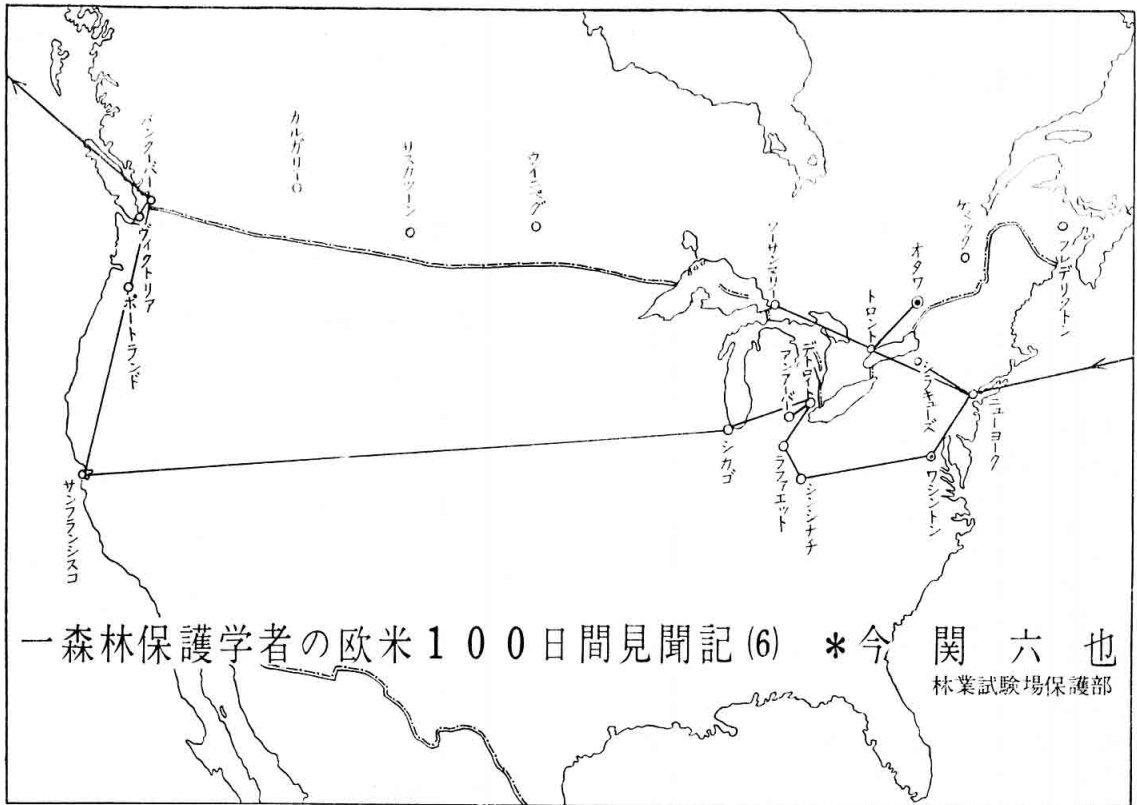 バンクーバー
カルガリー
サスカツーン
ウイニペグ
ヴィクトリア
ポートランド
サンフランシスコ
ソーサンマリー
オタワ
トロント
ケベック
フレデリクトン
デトロイト
アンアーバー
シラキューズ
ニューヨーク
シカゴ
ラファエット
シンシナチ
ワシントン
一森林保護学者の欧米100日間見聞記(6) *今関六也
林業試験場保護部